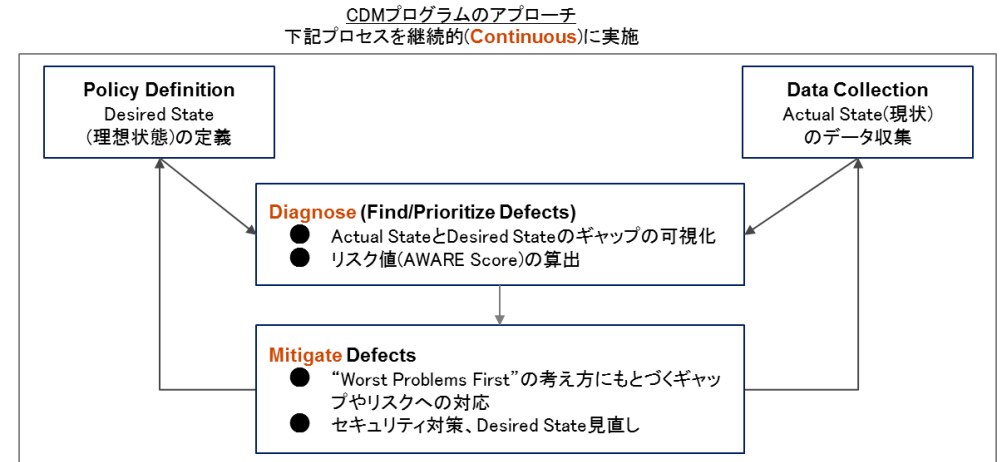 CDMプログラムのアプローチ
下記プロセスを継続的(Continuous)に実施
Policy Definition
Desired State
(理想状態)の定義
Data Collection
Actual State(現状)
のデータ収集
Diagnose (Find/Prioritize Defects)
● Actual StateとDesired Stateのギャップの可視化
● リスク値(AWARE Score)の算出
Mitigate Defects
● “Worst Problems First”の考え方にもとづくギャッ
プやリスクへの対応
● セキュリティ対策、Desired State見直し